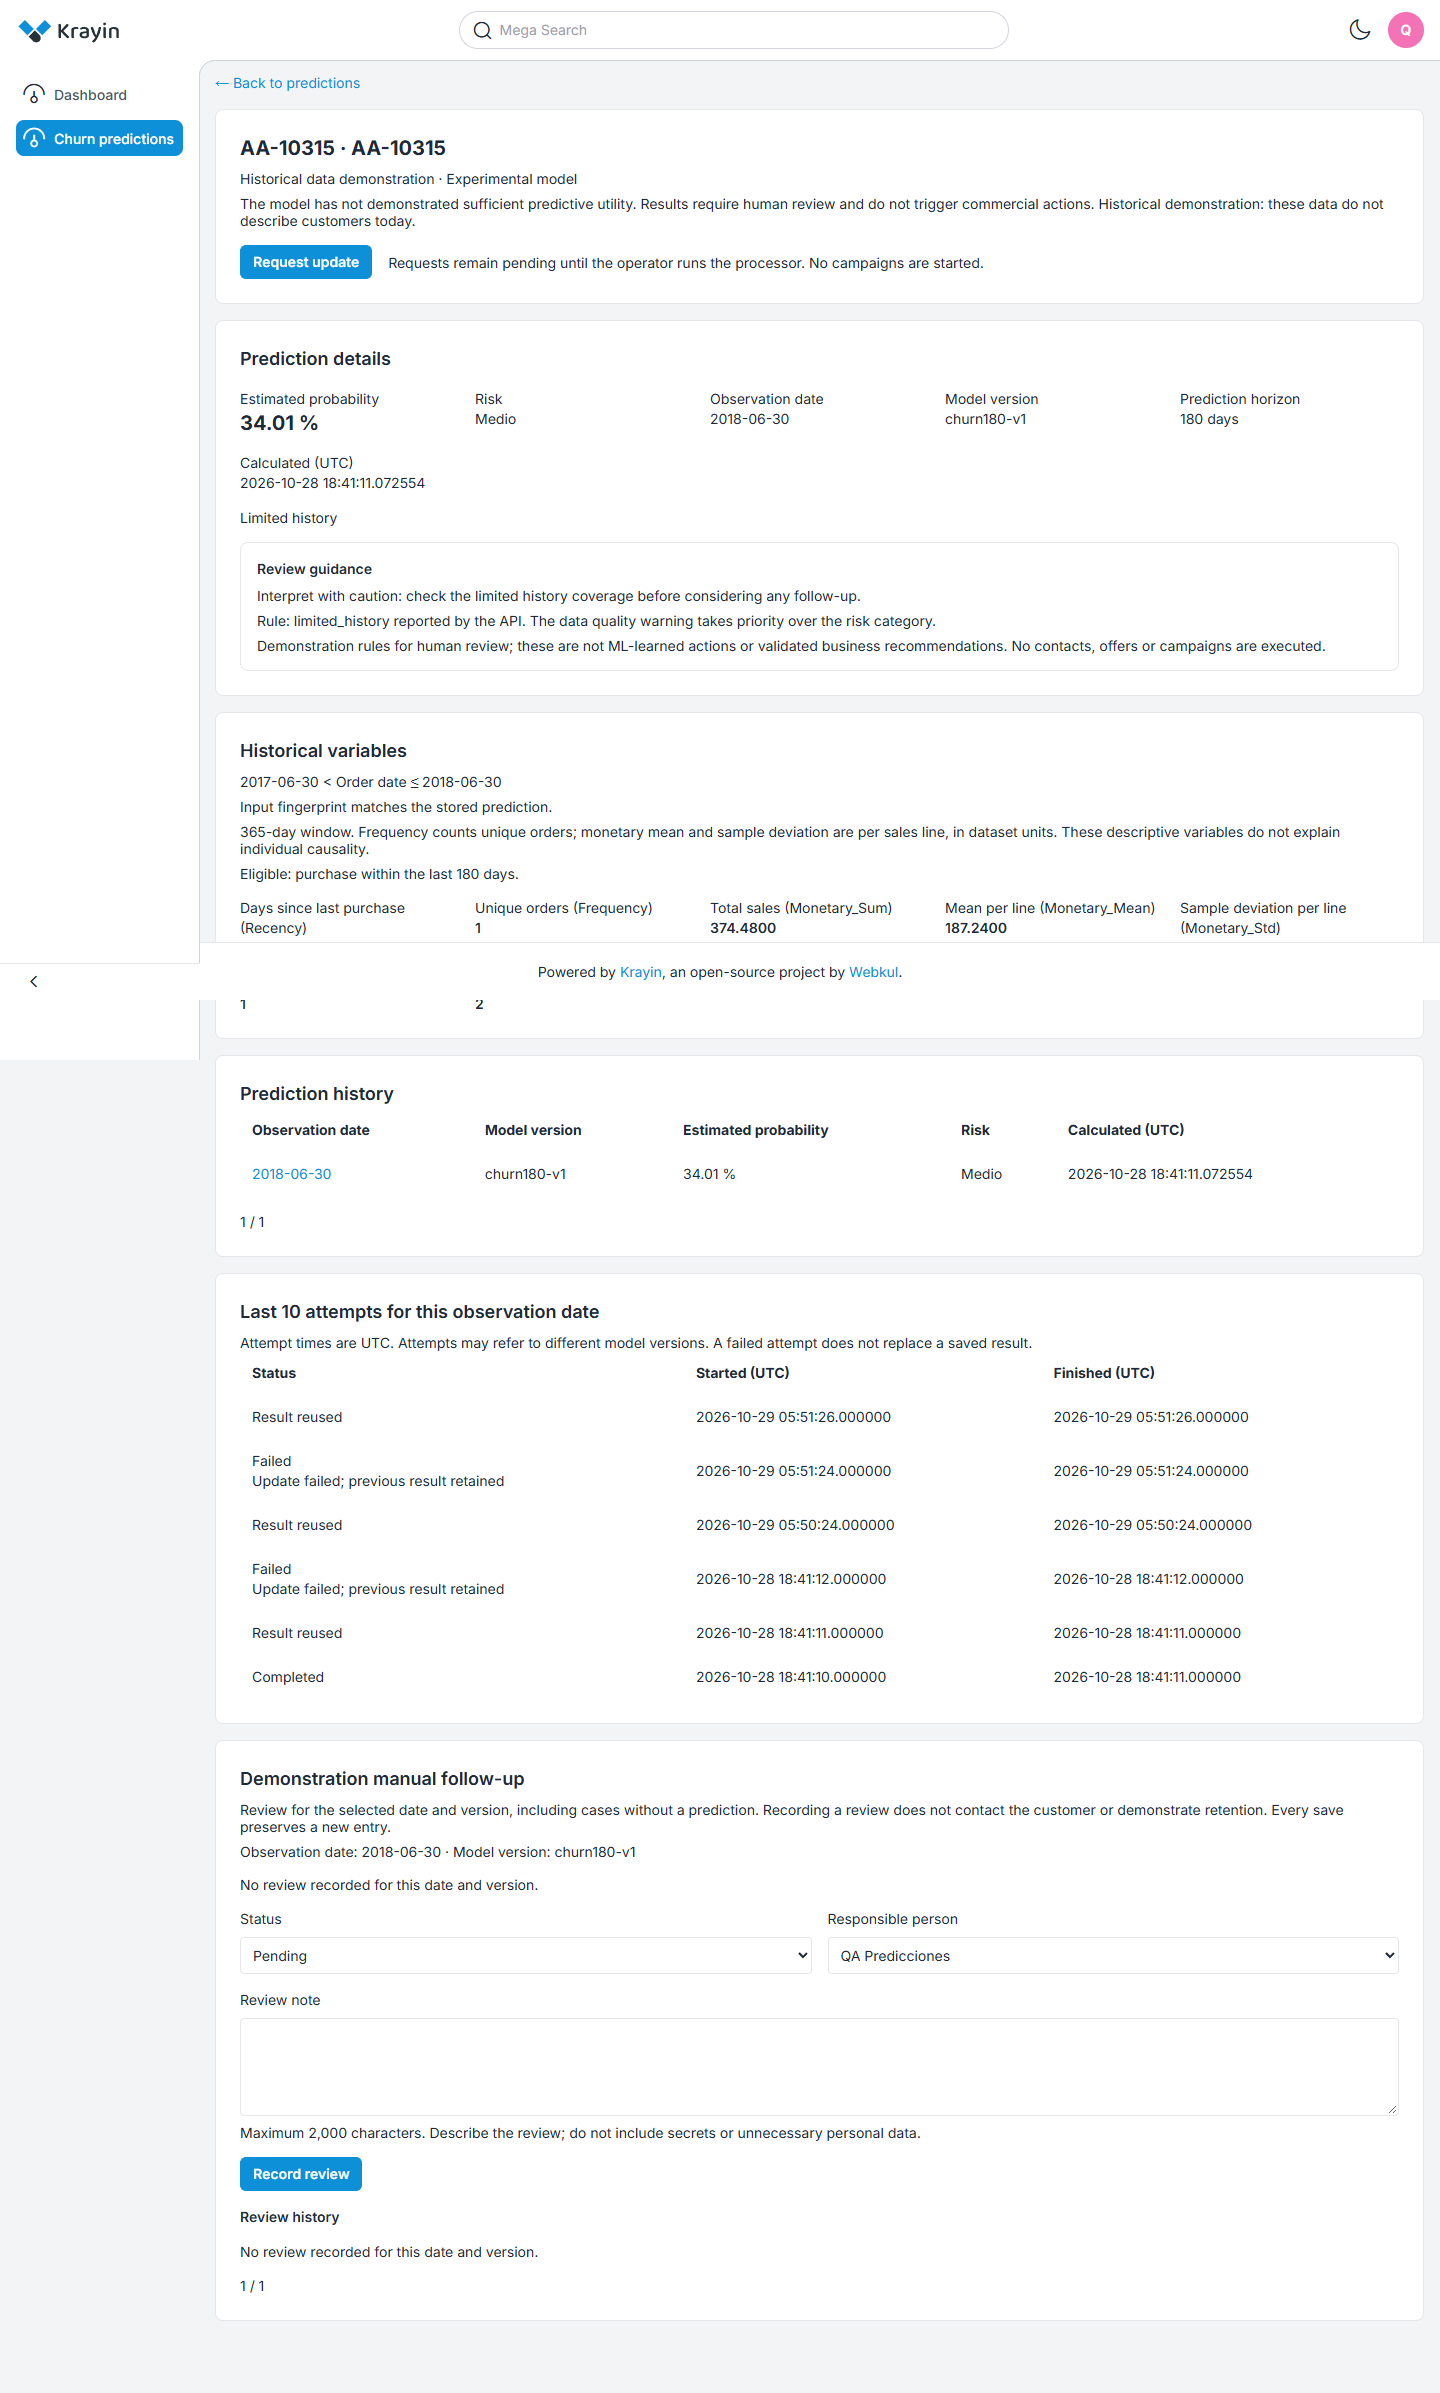 Krayin
Mega Search
Q
Dashboard
Churn predictions
← Back to predictions
AA-10315 · AA-10315
Historical data demonstration · Experimental model
The model has not demonstrated sufficient predictive utility. Results require human review and do not trigger commercial actions. Historical demonstration: these data do not
describe customers today.
Request update
Requests remain pending until the operator runs the processor. No campaigns are started.
Prediction details
Estimated probability
34.01 %
Risk
Medio
Observation date
2018-06-30
Model version
churn180-v1
Prediction horizon
180 days
Calculated (UTC)
2026-10-28 18:41:11.072554
Limited history
Review guidance
Interpret with caution: check the limited history coverage before considering any follow-up.
Rule: limited_history reported by the API. The data quality warning takes priority over the risk category.
Demonstration rules for human review; these are not ML-learned actions or validated business recommendations. No contacts, offers or campaigns are executed.
Historical variables
2017-06-30 < Order date ≤ 2018-06-30
Input fingerprint matches the stored prediction.
365-day window. Frequency counts unique orders; monetary mean and sample deviation are per sales line, in dataset units. These descriptive variables do not explain
individual causality.
Eligible: purchase within the last 180 days.
Days since last purchase
(Recency)
Unique orders (Frequency)
1
Total sales (Monetary_Sum)
374.4800
Mean per line (Monetary_Mean)
187.2400
Sample deviation per line
(Monetary_Std)
Powered by Krayin, an open-source project by Webkul.
1
2
Prediction history
Observation date Model version Estimated probability Risk Calculated (UTC)
2018-06-30 churn180-v1 34.01 % Medio 2026-10-28 18:41:11.072554
1 / 1
Last 10 attempts for this observation date
Attempt times are UTC. Attempts may refer to different model versions. A failed attempt does not replace a saved result.
Status Started (UTC) Finished (UTC)
Result reused 2026-10-29 05:51:26.000000 2026-10-29 05:51:26.000000
Failed
Update failed; previous result retained
2026-10-29 05:51:24.000000 2026-10-29 05:51:24.000000
Result reused 2026-10-29 05:50:24.000000 2026-10-29 05:50:24.000000
Failed
Update failed; previous result retained
2026-10-28 18:41:12.000000 2026-10-28 18:41:12.000000
Result reused 2026-10-28 18:41:11.000000 2026-10-28 18:41:11.000000
Completed 2026-10-28 18:41:10.000000 2026-10-28 18:41:11.000000
Demonstration manual follow-up
Review for the selected date and version, including cases without a prediction. Recording a review does not contact the customer or demonstrate retention. Every save
preserves a new entry.
Observation date: 2018-06-30 · Model version: churn180-v1
No review recorded for this date and version.
Status
Pending
Responsible person
QA Predicciones
Review note
Maximum 2,000 characters. Describe the review; do not include secrets or unnecessary personal data.
Record review
Review history
No review recorded for this date and version.
1 / 1